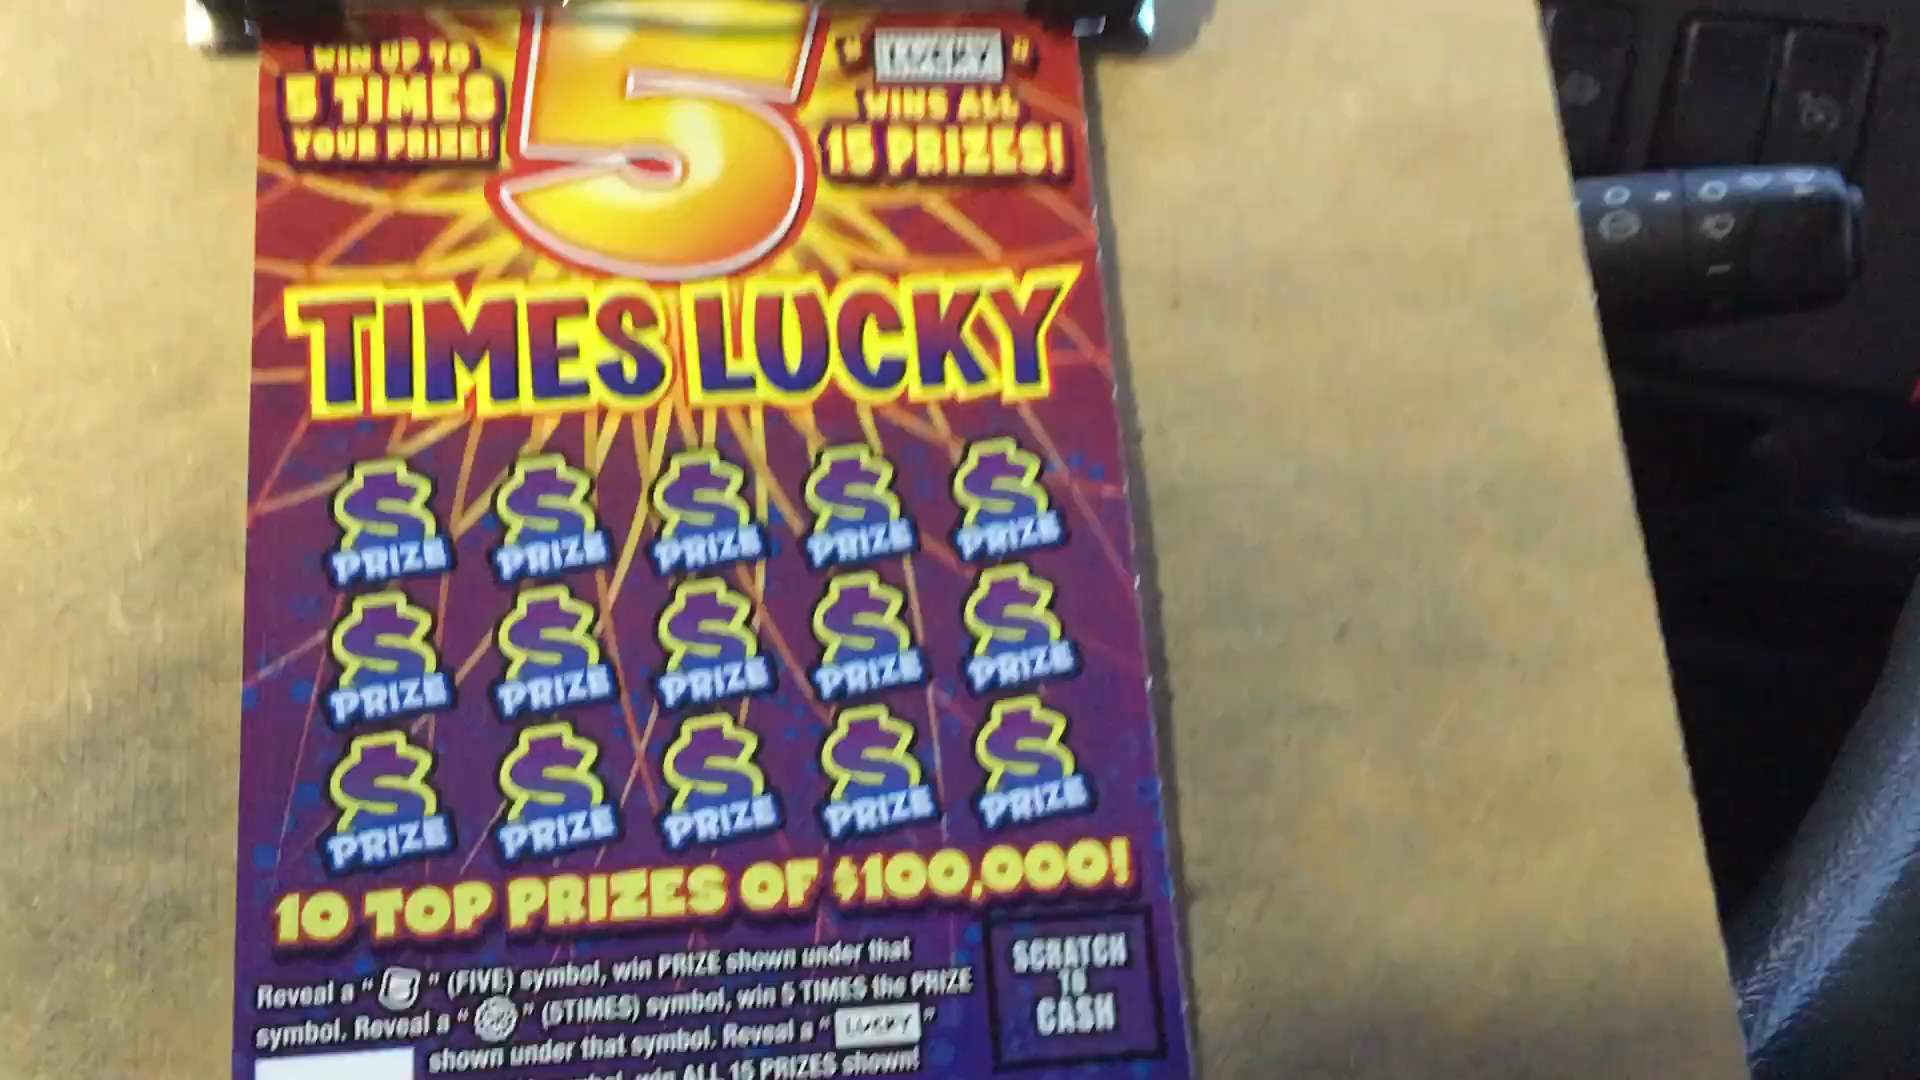 WIN UP TO
5 TIMES
YOUR PRIZE!
5
" LUCKY "
WINS ALL
15 PRIZES!
TIMES LUCKY
$ $ $ $ $
PRIZE PRIZE PRIZE PRIZE PRIZE
$ $ $ $ $
PRIZE PRIZE PRIZE PRIZE PRIZE
$ $ $ $ $
PRIZE PRIZE PRIZE PRIZE PRIZE
10 TOP PRIZES OF $100,000!
Reveal a " " (FIVE) symbol, win PRIZE shown under that
symbol. Reveal a " " (5TIMES) symbol, win 5 TIMES the PRIZE
shown under that symbol. Reveal a " LUCKY "
symbol, win ALL 15 PRIZES shown!
SCRATCH
TO
CASH